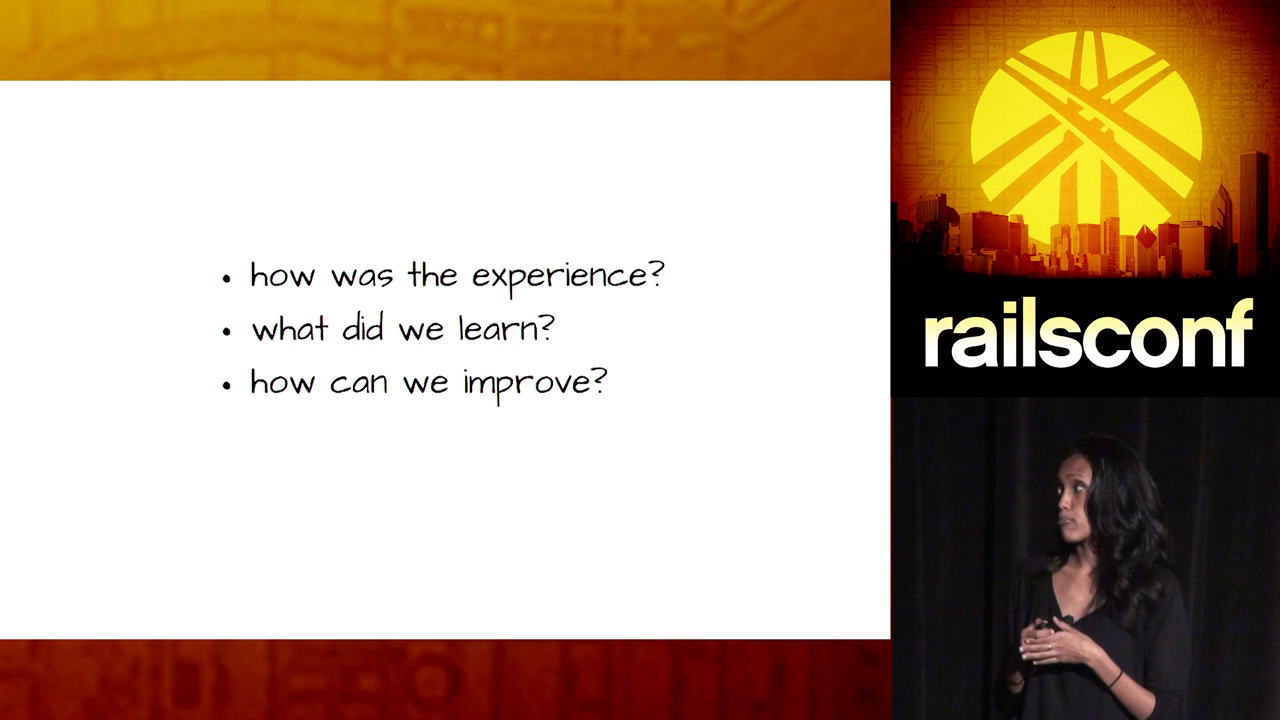 • how was the experience?
• what did we learn?
• how can we improve?
railsconf